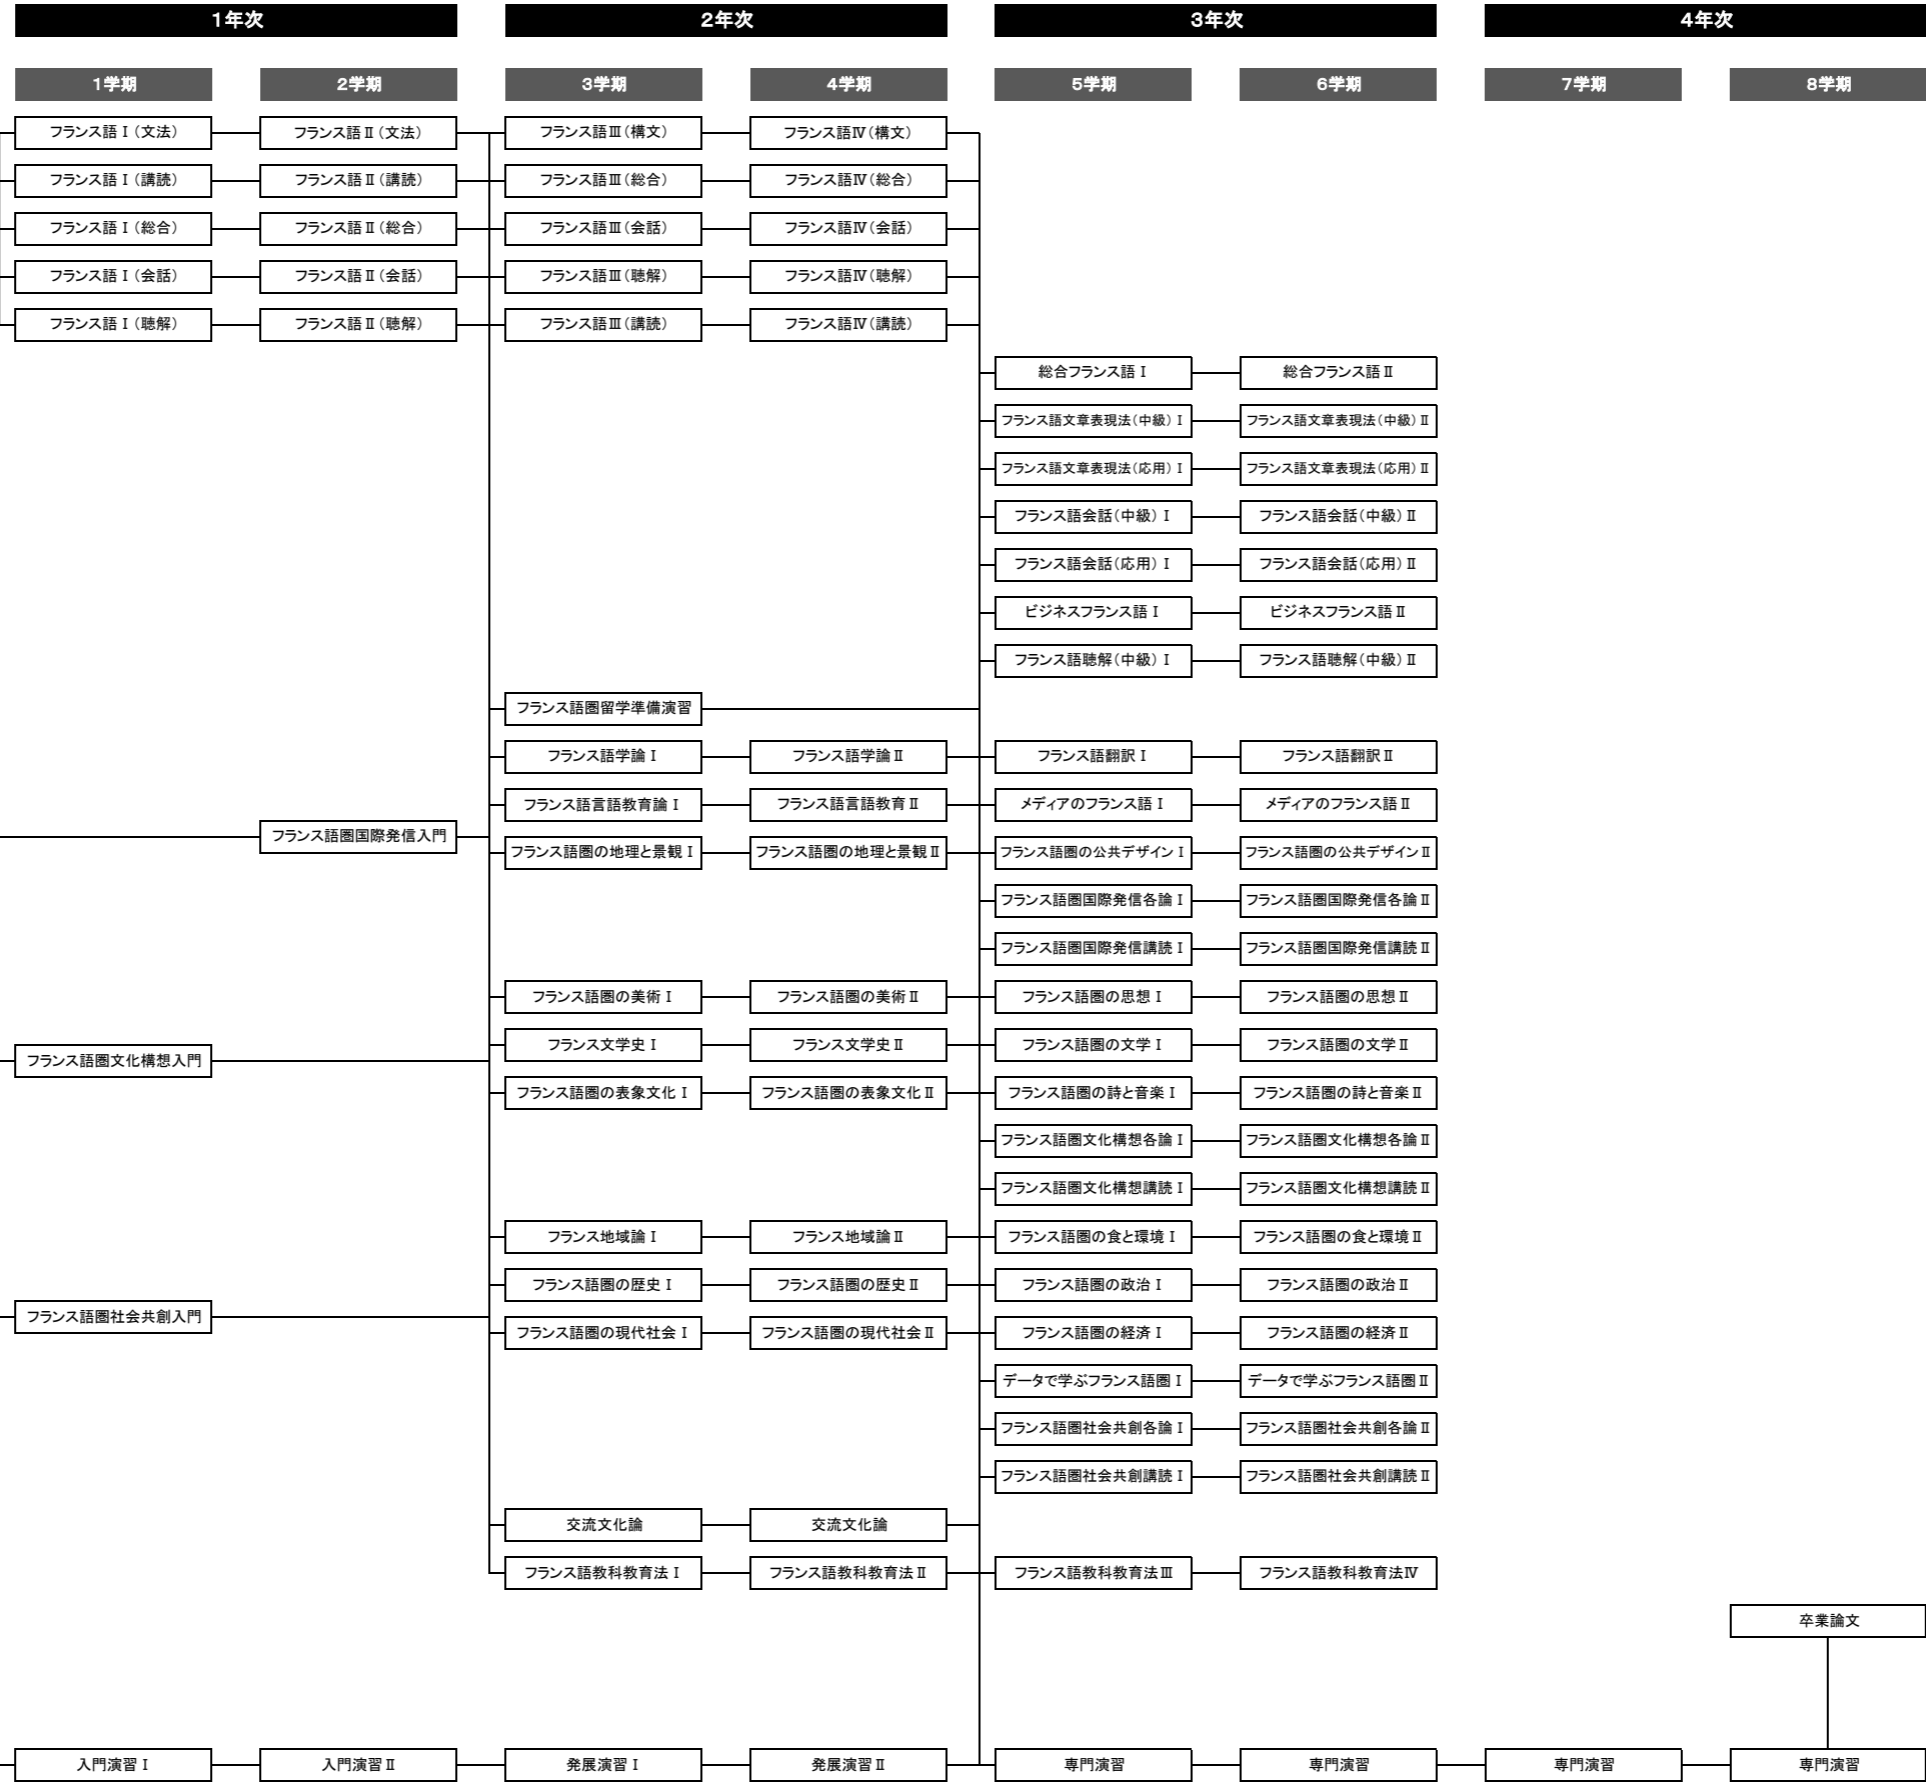 1年次 2年次 3年次 4年次
1学期 2学期 3学期 4学期 5学期 6学期 7学期 8学期
フランス語Ⅰ(文法) フランス語Ⅱ(文法) フランス語Ⅲ(構文) フランス語Ⅳ(構文)
フランス語Ⅰ(講読) フランス語Ⅱ(講読) フランス語Ⅲ(総合) フランス語Ⅳ(総合)
フランス語Ⅰ(総合) フランス語Ⅱ(総合) フランス語Ⅲ(会話) フランス語Ⅳ(会話)
フランス語Ⅰ(会話) フランス語Ⅱ(会話) フランス語Ⅲ(聴解) フランス語Ⅳ(聴解)
フランス語Ⅰ(聴解) フランス語Ⅱ(聴解) フランス語Ⅲ(講読) フランス語Ⅳ(講読)
総合フランス語Ⅰ 総合フランス語Ⅱ
フランス語文章表現法(中級)Ⅰ フランス語文章表現法(中級)Ⅱ
フランス語文章表現法(応用)Ⅰ フランス語文章表現法(応用)Ⅱ
フランス語会話(中級)Ⅰ フランス語会話(中級)Ⅱ
フランス語会話(応用)Ⅰ フランス語会話(応用)Ⅱ
ビジネスフランス語Ⅰ ビジネスフランス語Ⅱ
フランス語聴解(中級)Ⅰ フランス語聴解(中級)Ⅱ
フランス語圏留学準備演習
フランス語学論Ⅰ フランス語学論Ⅱ フランス語翻訳Ⅰ フランス語翻訳Ⅱ
フランス語言語教育論Ⅰ フランス語言語教育Ⅱ メディアのフランス語Ⅰ メディアのフランス語Ⅱ
フランス語圏国際発信入門
フランス語圏の地理と景観Ⅰ フランス語圏の地理と景観Ⅱ フランス語圏の公共デザインⅠ フランス語圏の公共デザインⅡ
フランス語圏国際発信各論Ⅰ フランス語圏国際発信各論Ⅱ
フランス語圏国際発信講読Ⅰ フランス語圏国際発信講読Ⅱ
フランス語圏の美術Ⅰ フランス語圏の美術Ⅱ フランス語圏の思想Ⅰ フランス語圏の思想Ⅱ
フランス文学史Ⅰ フランス文学史Ⅱ フランス語圏の文学Ⅰ フランス語圏の文学Ⅱ
フランス語圏文化構想入門
フランス語圏の表象文化Ⅰ フランス語圏の表象文化Ⅱ フランス語圏の詩と音楽Ⅰ フランス語圏の詩と音楽Ⅱ
フランス語圏文化構想各論Ⅰ フランス語圏文化構想各論Ⅱ
フランス語圏文化構想講読Ⅰ フランス語圏文化構想講読Ⅱ
フランス地域論Ⅰ フランス地域論Ⅱ フランス語圏の食と環境Ⅰ フランス語圏の食と環境Ⅱ
フランス語圏の歴史Ⅰ フランス語圏の歴史Ⅱ フランス語圏の政治Ⅰ フランス語圏の政治Ⅱ
フランス語圏社会共創入門
フランス語圏の現代社会Ⅰ フランス語圏の現代社会Ⅱ フランス語圏の経済Ⅰ フランス語圏の経済Ⅱ
データで学ぶフランス語圏Ⅰ データで学ぶフランス語圏Ⅱ
フランス語圏社会共創各論Ⅰ フランス語圏社会共創各論Ⅱ
フランス語圏社会共創講読Ⅰ フランス語圏社会共創講読Ⅱ
交流文化論 交流文化論
フランス語教科教育法Ⅰ フランス語教科教育法Ⅱ フランス語教科教育法Ⅲ フランス語教科教育法Ⅳ
卒業論文
入門演習Ⅰ 入門演習Ⅱ 発展演習Ⅰ 発展演習Ⅱ 専門演習 専門演習 専門演習 専門演習